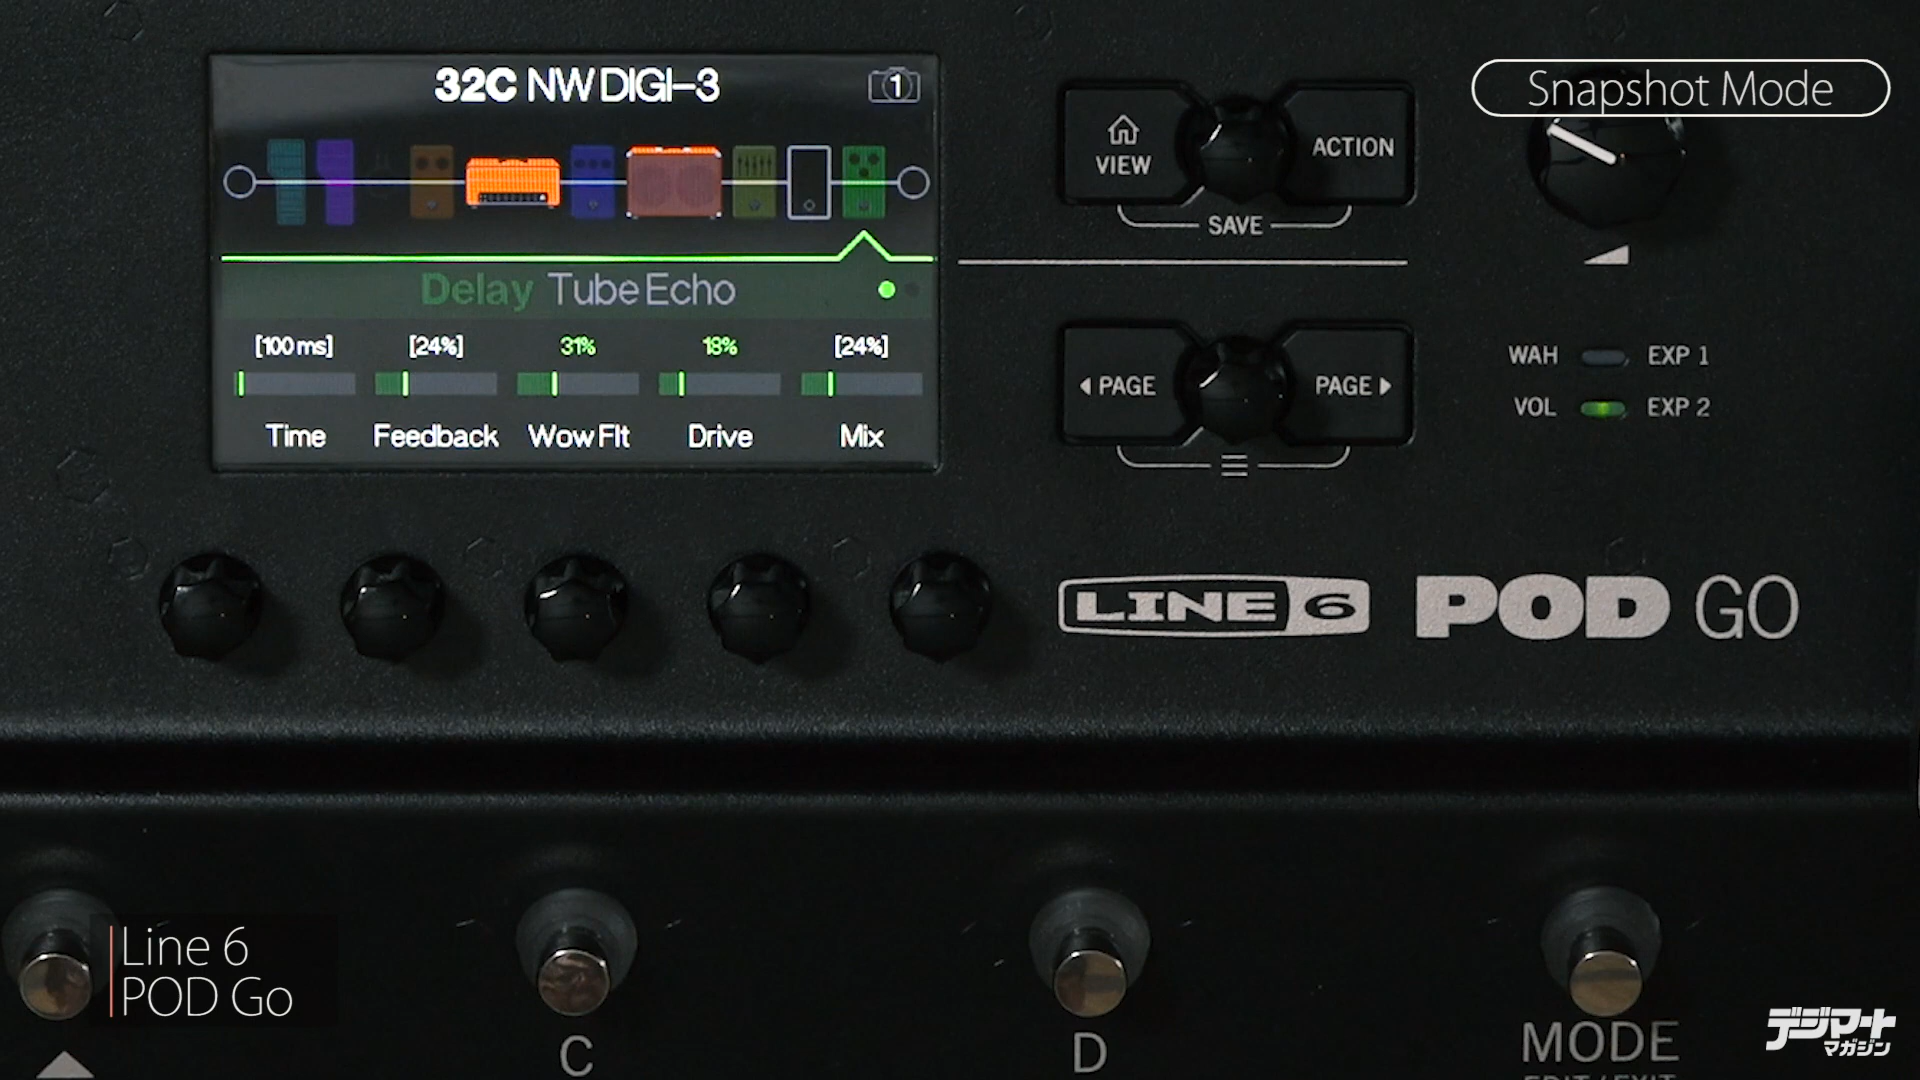 32C NW DIGI-3
1
Delay Tube Echo
[100 ms] [24%] 31% 18% [24%]
Time Feedback Wow Flt Drive Mix
VIEW
ACTION
SAVE
Snapshot Mode
PAGE
PAGE
WAH EXP 1
VOL EXP 2
LINE 6 POD GO
Line 6
POD Go
C
D
MODE
EDIT/EXIT
デジマート
マガジン